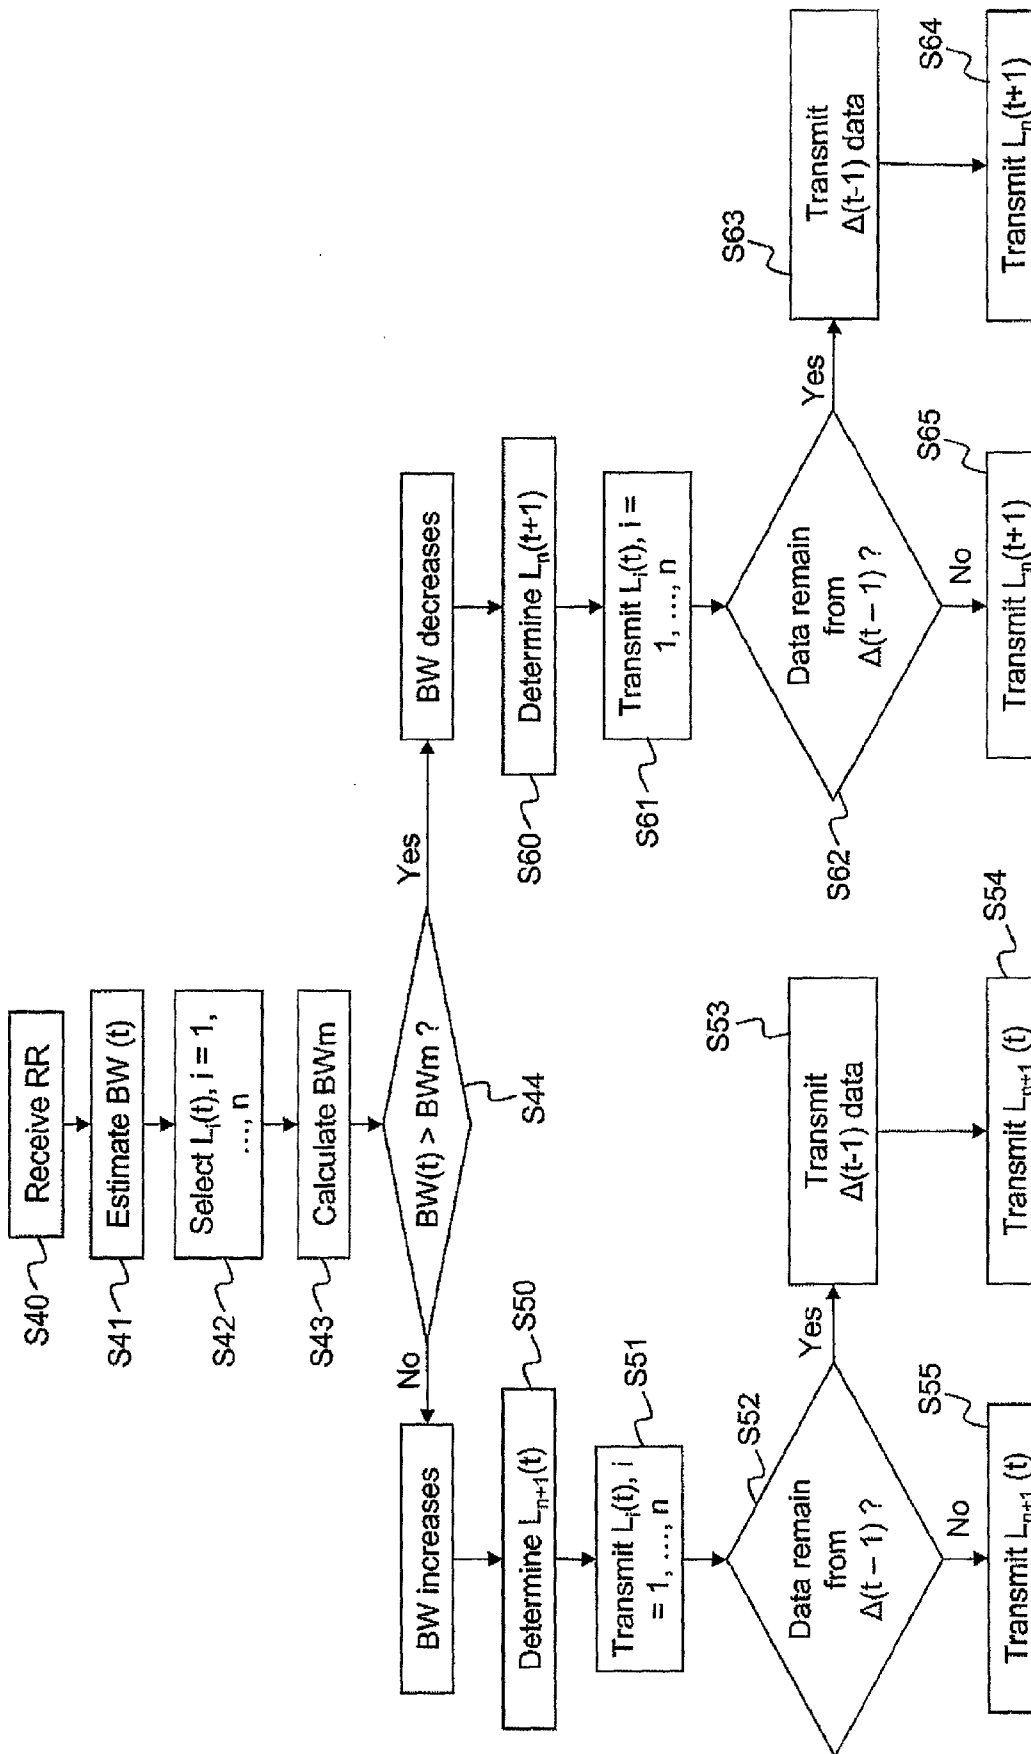 S40
Receive RR
S41
Estimate BW (t)
S42
Select Lᵢ(t), i = 1,
..., n
S43
Calculate BWm
BW(t) > BWm ?
S44
No
Yes
BW increases
S50
Determine Lₙ₊₁(t)
S51
Transmit Lᵢ(t), i
= 1, ..., n
S52
Data remain
from
Δ(t – 1) ?
Yes
S53
Transmit
Δ(t-1) data
S54
Transmit Lₙ₊₁ (t)
No
S55
Transmit Lₙ₊₁ (t)
BW decreases
S60
Determine Lₙ(t+1)
S61
Transmit Lᵢ(t), i =
1, ..., n
S62
Data remain
from
Δ(t – 1) ?
Yes
S63
Transmit
Δ(t-1) data
S64
Transmit Lₙ(t+1)
No
S65
Transmit Lₙ(t+1)